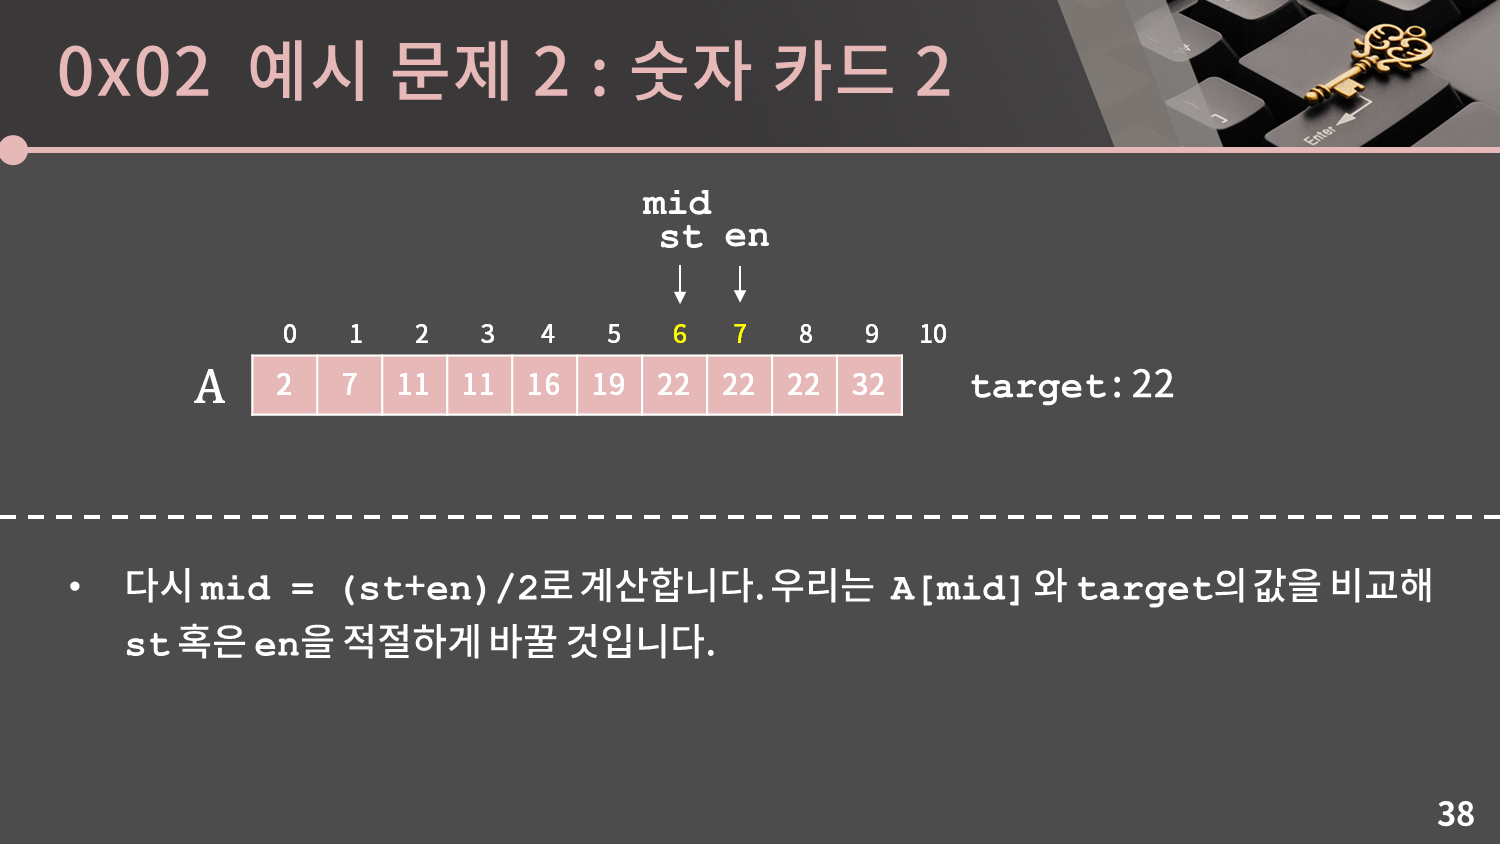 0x02 예시 문제 2 : 숫자 카드 2
Enter
mid
st en
0 1 2 3 4 5 6 7 8 9 10
A 2 7 11 11 16 19 22 22 22 32 target: 22
• 다시 mid = (st+en)/2로 계산합니다. 우리는 A[mid] 와 target의 값을 비교해
st 혹은 en을 적절하게 바꿀 것입니다.
38